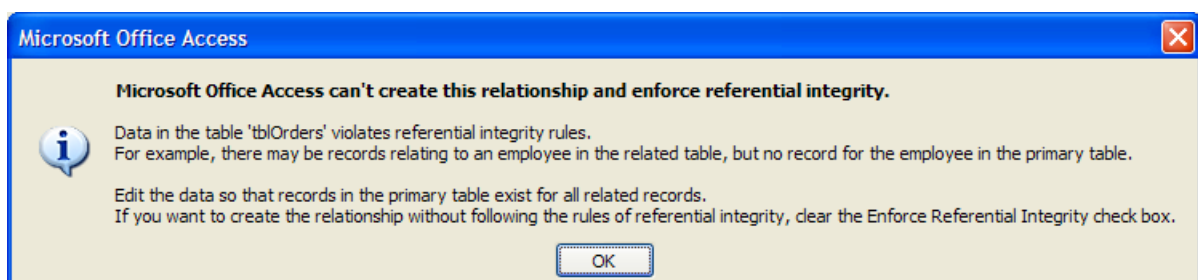 Microsoft Office Access
Microsoft Office Access can't create this relationship and enforce referential integrity.
Data in the table 'tblOrders' violates referential integrity rules.
For example, there may be records relating to an employee in the related table, but no record for the employee in the primary table.
Edit the data so that records in the primary table exist for all related records.
If you want to create the relationship without following the rules of referential integrity, clear the Enforce Referential Integrity check box.
OK